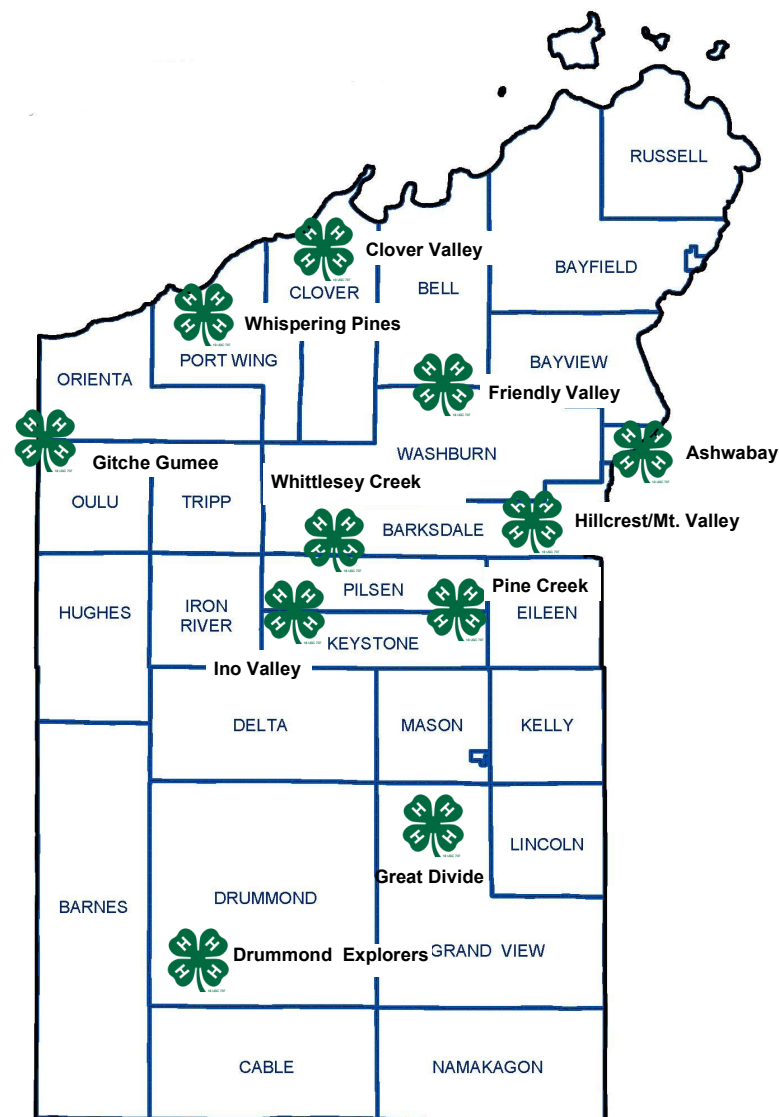 RUSSELL
Clover Valley
BAYFIELD
CLOVER
BELL
Whispering Pines
PORT WING
BAYVIEW
ORIENTA
Friendly Valley
WASHBURN
Ashwabay
Gitche Gumee
Whittlesey Creek
OULU
TRIPP
Hillcrest/Mt. Valley
BARKSDALE
PILSEN
Pine Creek
HUGHES
IRON
RIVER
EILEEN
KEYSTONE
Ino Valley
DELTA
MASON
KELLY
LINCOLN
Great Divide
DRUMMOND
BARNES
Drummond Explorers
GRAND VIEW
CABLE
NAMAKAGON
H H H H
H H H H
H H H H
H H H H
H H H H
H H H H
H H H H
H H H H
H H H H
H H H H